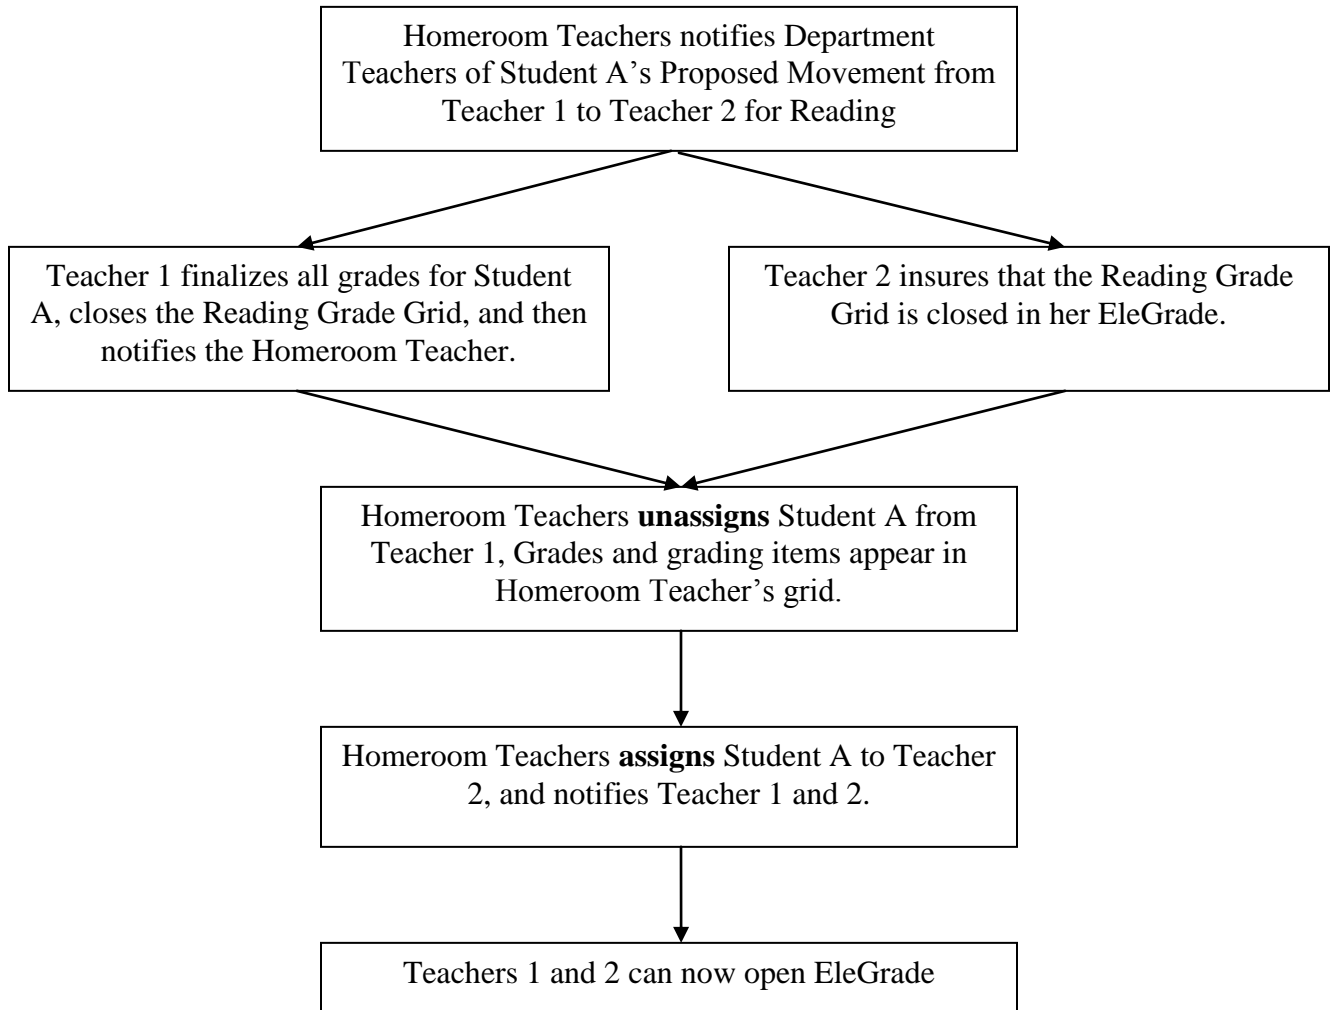 Homeroom Teachers notifies Department
Teachers of Student A’s Proposed Movement from
Teacher 1 to Teacher 2 for Reading
Teacher 1 finalizes all grades for Student
A, closes the Reading Grade Grid, and then
notifies the Homeroom Teacher.
Teacher 2 insures that the Reading Grade
Grid is closed in her EleGrade.
Homeroom Teachers unassigns Student A from
Teacher 1, Grades and grading items appear in
Homeroom Teacher’s grid.
Homeroom Teachers assigns Student A to Teacher
2, and notifies Teacher 1 and 2.
Teachers 1 and 2 can now open EleGrade